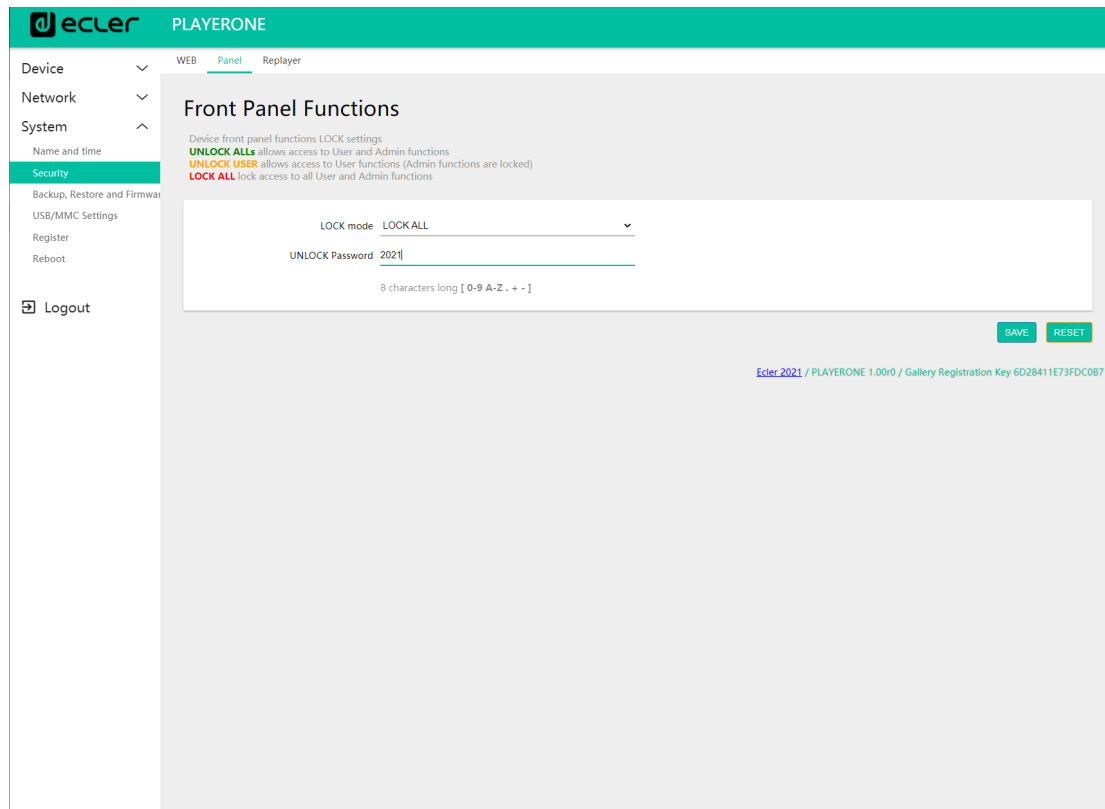 ecler PLAYERONE
Device
Network
System
Name and time
Security
Backup, Restore and Firmwar
USB/MMC Settings
Register
Reboot
Logout
WEB Panel Replayer
Front Panel Functions
Device front panel functions LOCK settings
UNLOCK ALLs allows access to User and Admin functions
UNLOCK USER allows access to User functions (Admin functions are locked)
LOCK ALL lock access to all User and Admin functions
LOCK mode LOCK ALL
UNLOCK Password 2021
8 characters long [ 0-9 A-Z . + - ]
SAVE RESET
Ecler 2021 / PLAYERONE 1.00r0 / Gallery Registration Key 6D28411E73FDC0B7